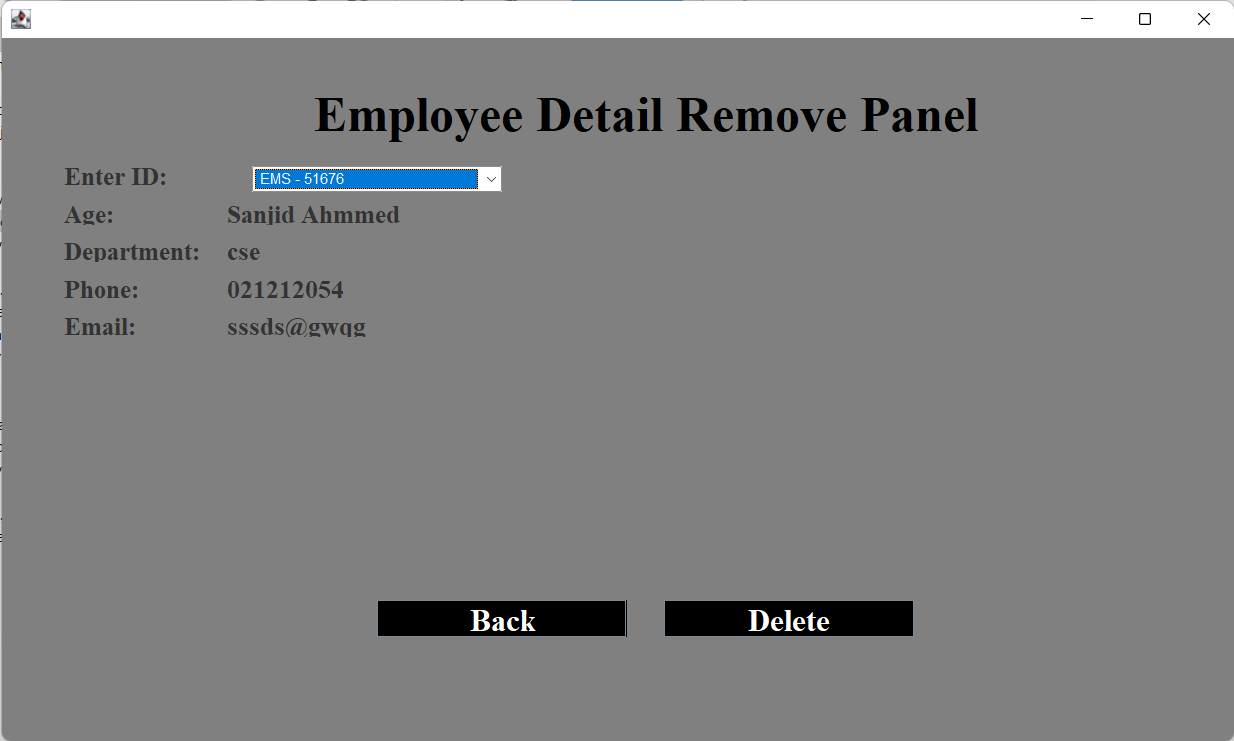 Employee Detail Remove Panel
Enter ID: EMS - 51676
Age: Sanjid Ahmmed
Department: cse
Phone: 021212054
Email: sssds@gwqg
Back Delete